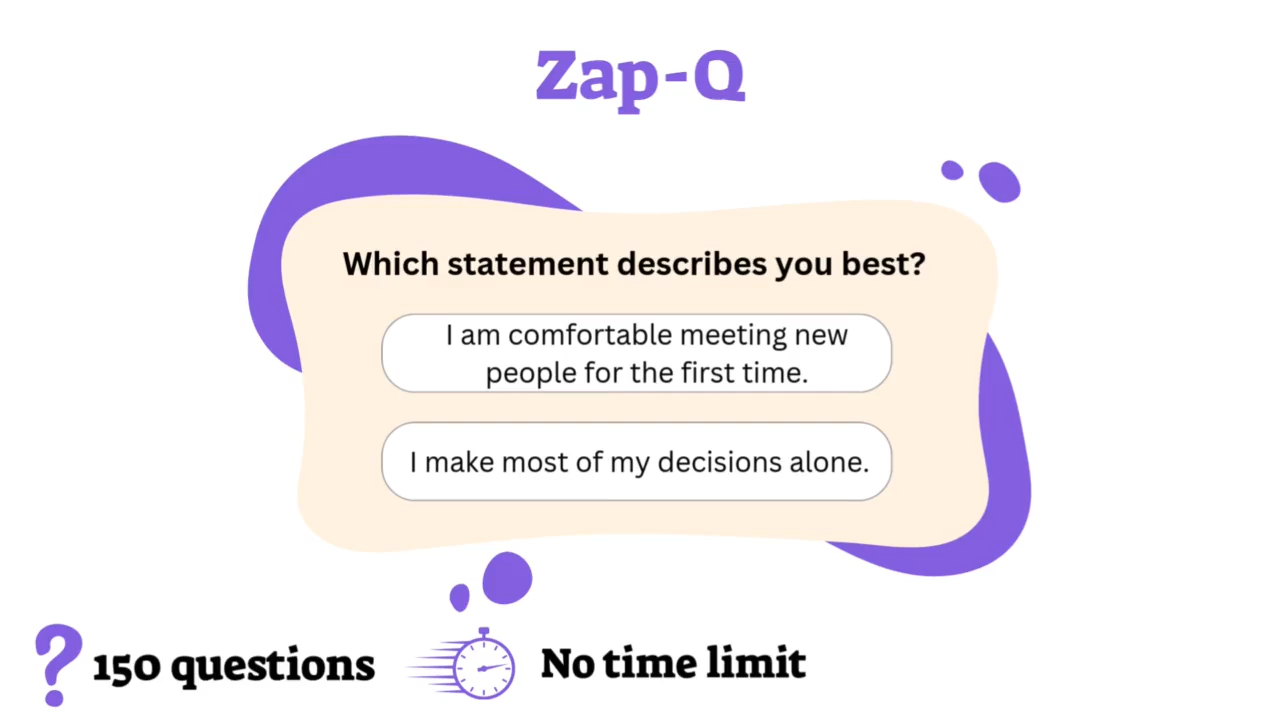 Zap-Q
Which statement describes you best?
I am comfortable meeting new
people for the first time.
I make most of my decisions alone.
150 questions
No time limit